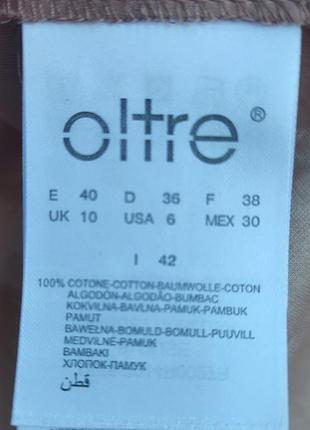 oltre ®
E 40 D 36 F 38
UK 10 USA 6 MEX 30
I 42
100% COTONE-COTTON-BAUMWOLLE-COTON
ALGODÓN-ALGODÃO-BUMBAC
KOKVILNA-BAVLNA-PAMUK-PAMBUK
PAMUT
BAWEŁNA-BOMULD-BOMULL-PUUVILL
MEDVILNE-PAMUK
BAMBAKI
ХЛОПОК-ПАМУК
قطن